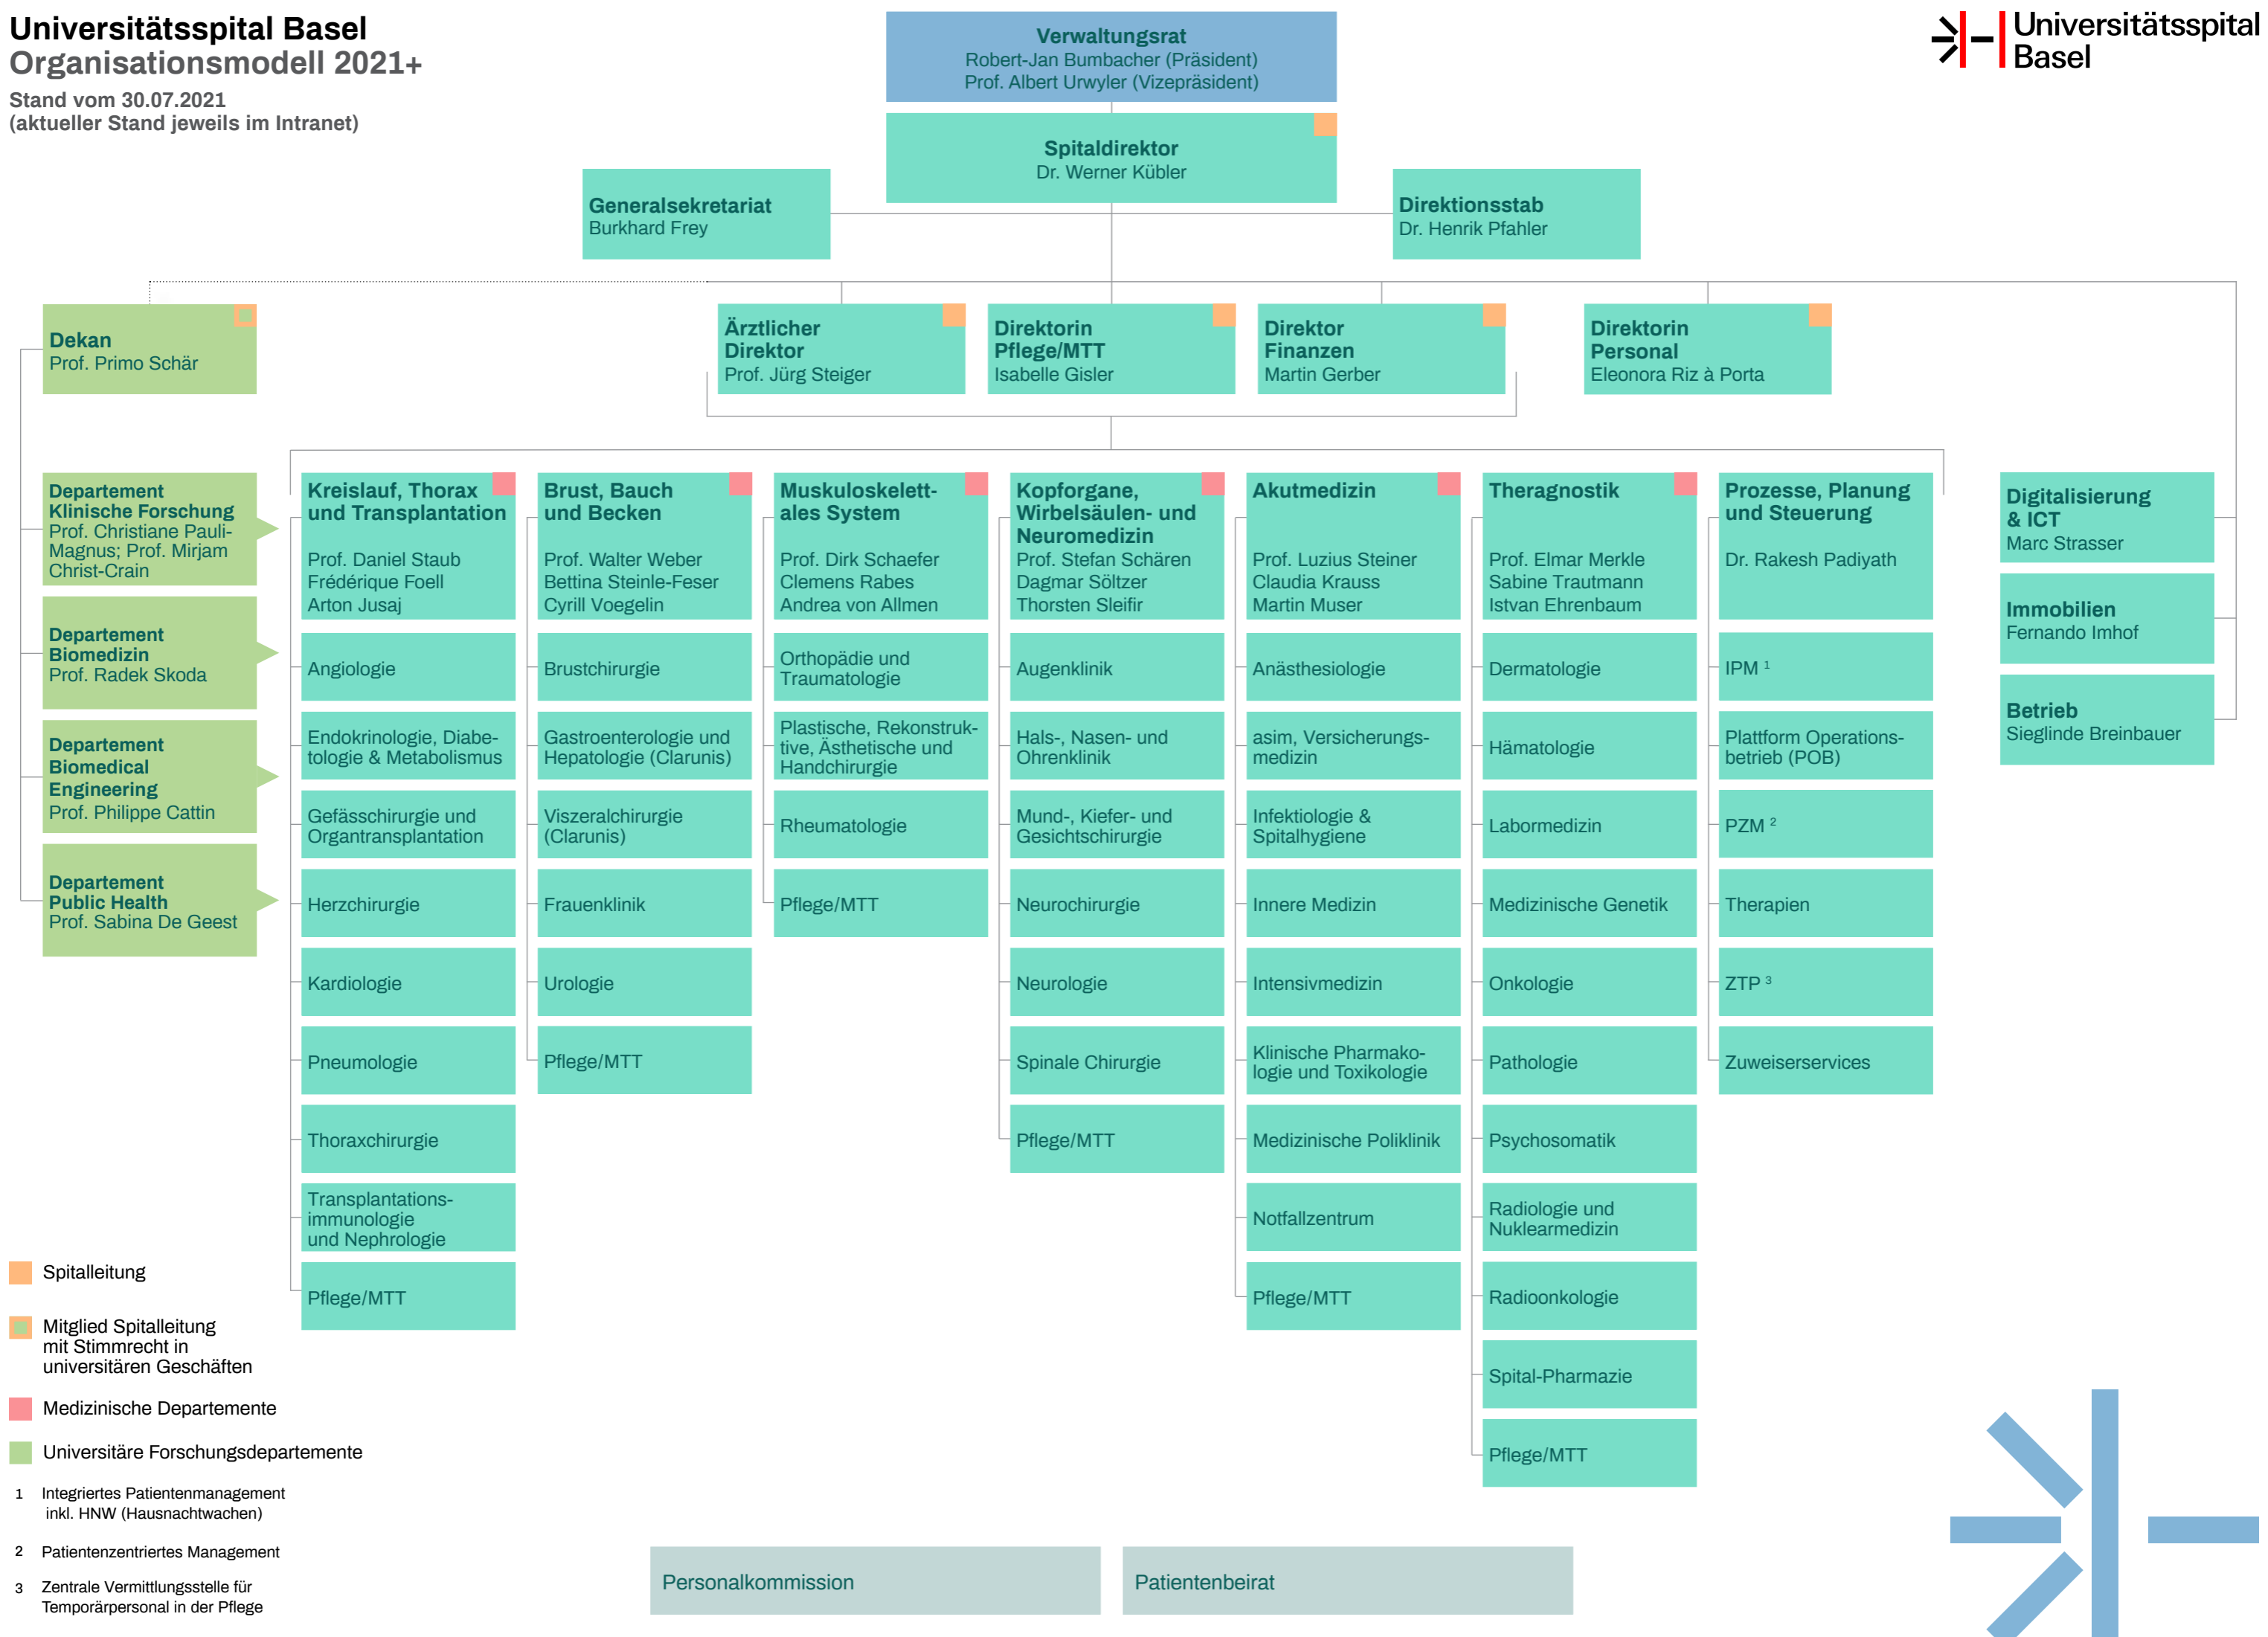 Universitätsspital Basel
Organisationsmodell 2021+
Stand vom 30.07.2021
(aktueller Stand jeweils im Intranet)
Universitätsspital
Basel
Verwaltungsrat
Robert-Jan Bumbacher (Präsident)
Prof. Albert Urwyler (Vizepräsident)
Spitaldirektor
Dr. Werner Kübler
Generalsekretariat
Burkhard Frey
Direktionsstab
Dr. Henrik Pfahler
Dekan
Prof. Primo Schär
Ärztlicher
Direktor
Prof. Jürg Steiger
Direktorin
Pflege/MTT
Isabelle Gisler
Direktor
Finanzen
Martin Gerber
Direktorin
Personal
Eleonora Riz à Porta
Departement
Klinische Forschung
Prof. Christiane Pauli-
Magnus; Prof. Mirjam
Christ-Crain
Departement
Biomedizin
Prof. Radek Skoda
Departement
Biomedical
Engineering
Prof. Philippe Cattin
Departement
Public Health
Prof. Sabina De Geest
Kreislauf, Thorax
und Transplantation
Prof. Daniel Staub
Frédérique Foell
Arton Jusaj
Angiologie
Endokrinologie, Diabe-
tologie & Metabolismus
Gefässchirurgie und
Organtransplantation
Herzchirurgie
Kardiologie
Pneumologie
Thoraxchirurgie
Transplantations-
immunologie
und Nephrologie
Pflege/MTT
Brust, Bauch
und Becken
Prof. Walter Weber
Bettina Steinle-Feser
Cyrill Voegelin
Brustchirurgie
Gastroenterologie und
Hepatologie (Clarunis)
Viszeralchirurgie
(Clarunis)
Frauenklinik
Urologie
Pflege/MTT
Muskuloskelett-
ales System
Prof. Dirk Schaefer
Clemens Rabes
Andrea von Allmen
Orthopädie und
Traumatologie
Plastische, Rekonstruk-
tive, Ästhetische und
Handchirurgie
Rheumatologie
Pflege/MTT
Kopforgane,
Wirbelsäulen- und
Neuromedizin
Prof. Stefan Schären
Dagmar Söltzer
Thorsten Sleifir
Augenklinik
Hals-, Nasen- und
Ohrenklinik
Mund-, Kiefer- und
Gesichtschirurgie
Neurochirurgie
Neurologie
Spinale Chirurgie
Pflege/MTT
Akutmedizin
Prof. Luzius Steiner
Claudia Krauss
Martin Muser
Anästhesiologie
asim, Versicherungs-
medizin
Infektiologie &
Spitalhygiene
Innere Medizin
Intensivmedizin
Klinische Pharmako-
logie und Toxikologie
Medizinische Poliklinik
Notfallzentrum
Pflege/MTT
Theragnostik
Prof. Elmar Merkle
Sabine Trautmann
Istvan Ehrenbaum
Dermatologie
Hämatologie
Labormedizin
Medizinische Genetik
Onkologie
Pathologie
Psychosomatik
Radiologie und
Nuklearmedizin
Radioonkologie
Spital-Pharmazie
Pflege/MTT
Prozesse, Planung
und Steuerung
Dr. Rakesh Padiyath
IPM ¹
Plattform Operations-
betrieb (POB)
PZM ²
Therapien
ZTP ³
Zuweiserservices
Digitalisierung
& ICT
Marc Strasser
Immobilien
Fernando Imhof
Betrieb
Sieglinde Breinbauer
Spitalleitung
Mitglied Spitalleitung
mit Stimmrecht in
universitären Geschäften
Medizinische Departemente
Universitäre Forschungsdepartemente
1 Integriertes Patientenmanagement
inkl. HNW (Hausnachtwachen)
2 Patientenzentriertes Management
3 Zentrale Vermittlungsstelle für
Temporärpersonal in der Pflege
Personalkommission
Patientenbeirat